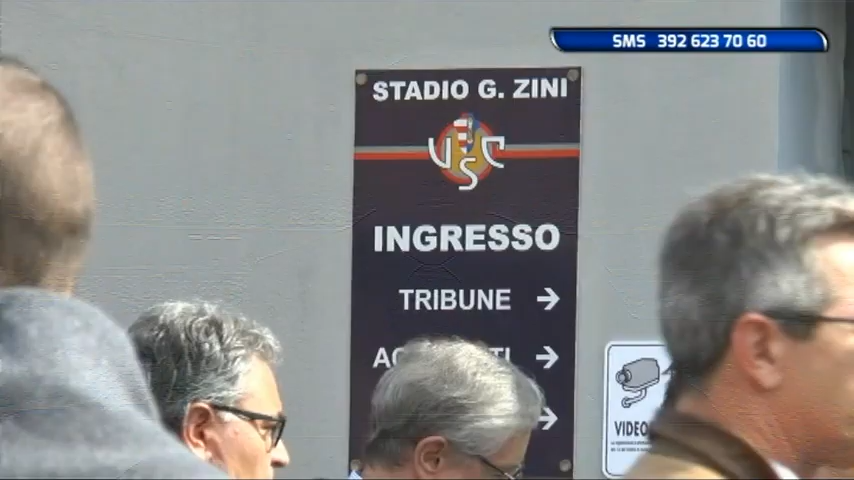 SMS 392 623 70 60
STADIO G. ZINI
USC
INGRESSO
TRIBUNE →
→
→
VIDEO